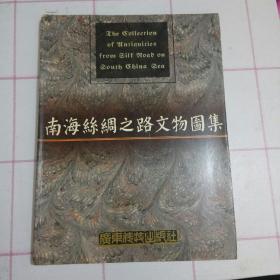 The Collection
of Antiquities
from Silk Road on
South China Sea
南海絲綢之路文物圖集
廣東科技出版社